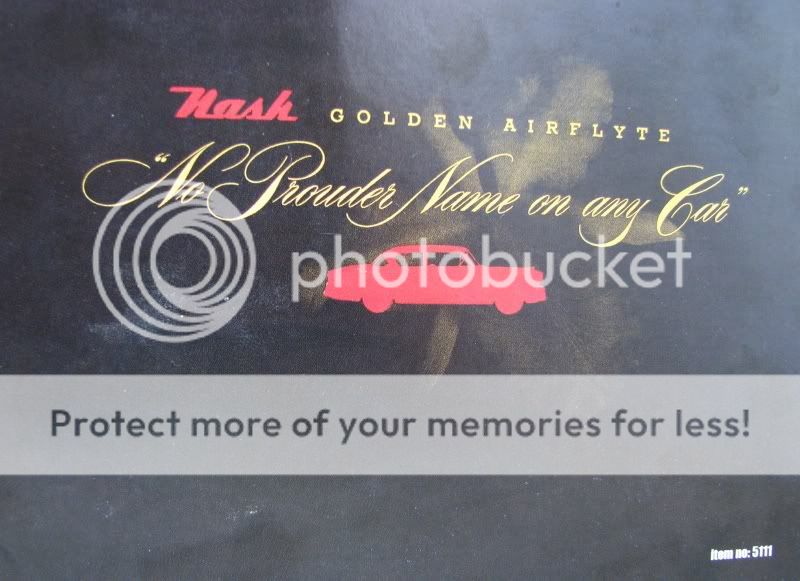 Nash GOLDEN AIRFLYTE
"No Prouder Name on any Car"
photobucket
Protect more of your memories for less!
Item no: 5111